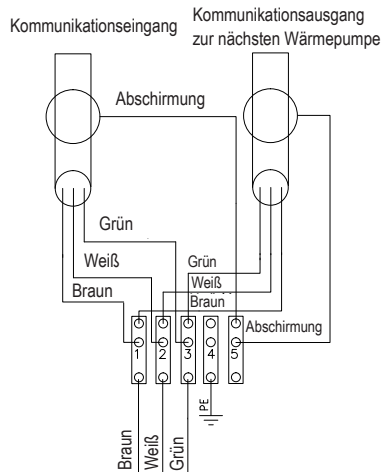 Kommunikationseingang
Kommunikationsausgang
zur nächsten Wärmepumpe
Abschirmung
Grün
Weiß
Braun
Grün
Weiß
Braun
Abschirmung
1 2 3 4 5
PE
Braun
Weiß
Grün